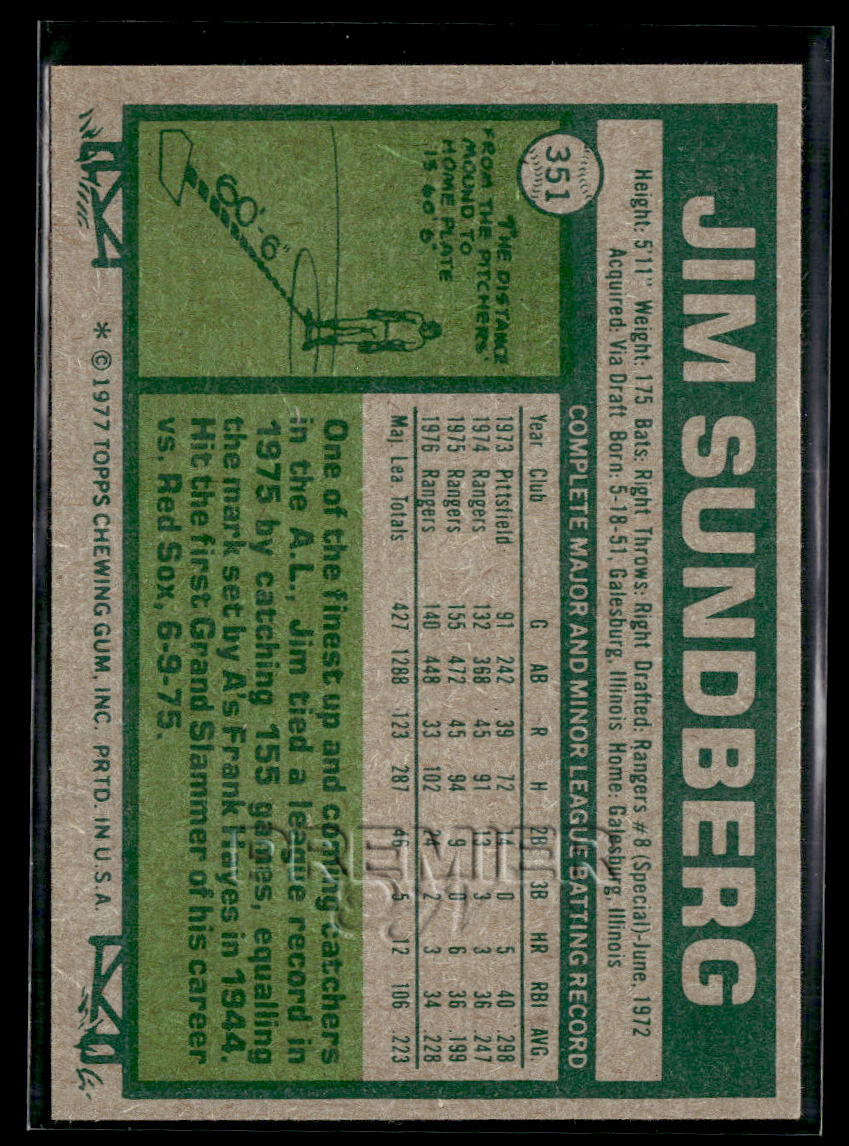 JIM SUNDBERG
351
Height: 5'11" Weight: 175 Bats: Right Throws: Right Drafted: Rangers #8 (Special)-June, 1972
Acquired: Via Draft Born: 5-18-51, Galesburg, Illinois Home: Galesburg, Illinois
COMPLETE MAJOR AND MINOR LEAGUE BATTING RECORD
Year Club G AB R H 2B 3B HR RBI AVG.
1973 Pittsfield 91 242 39 72 14 0 5 40 .298
1974 Rangers 132 368 45 91 13 3 3 36 .247
1975 Rangers 155 472 45 94 9 0 6 36 .199
1976 Rangers 140 448 33 102 24 2 3 34 .228
Maj. Lea. Totals 427 1288 123 287 46 5 12 106 .223
THE DISTANCE
FROM THE PITCHERS'
MOUND TO
HOME PLATE
IS 60' 6"
60'-6"
One of the finest up and coming catchers
in the A.L., Jim tied a league record in
1975 by catching 155 games, equalling
the mark set by A's Frank Hayes in 1944.
Hit the first Grand Slammer of his career
vs. Red Sox, 6-9-75.
* © 1977 TOPPS CHEWING GUM, INC. PRTD. IN U.S.A.
PREMIER